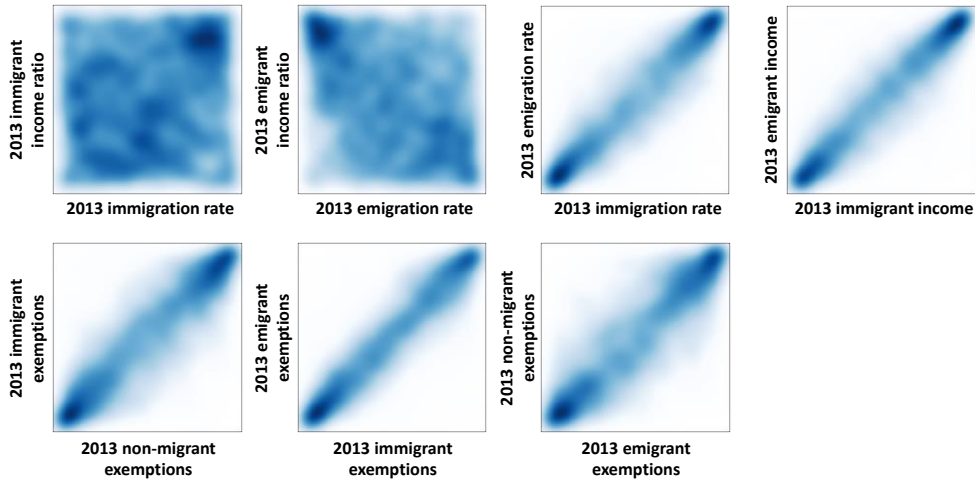 2013 immigrant
income ratio
2013 immigration rate
2013 emigrant
income ratio
2013 emigration rate
2013 emigration rate
2013 immigration rate
2013 emigrant income
2013 immigrant income
2013 immigrant
exemptions
2013 non-migrant
exemptions
2013 emigrant
exemptions
2013 immigrant
exemptions
2013 non-migrant
exemptions
2013 emigrant
exemptions